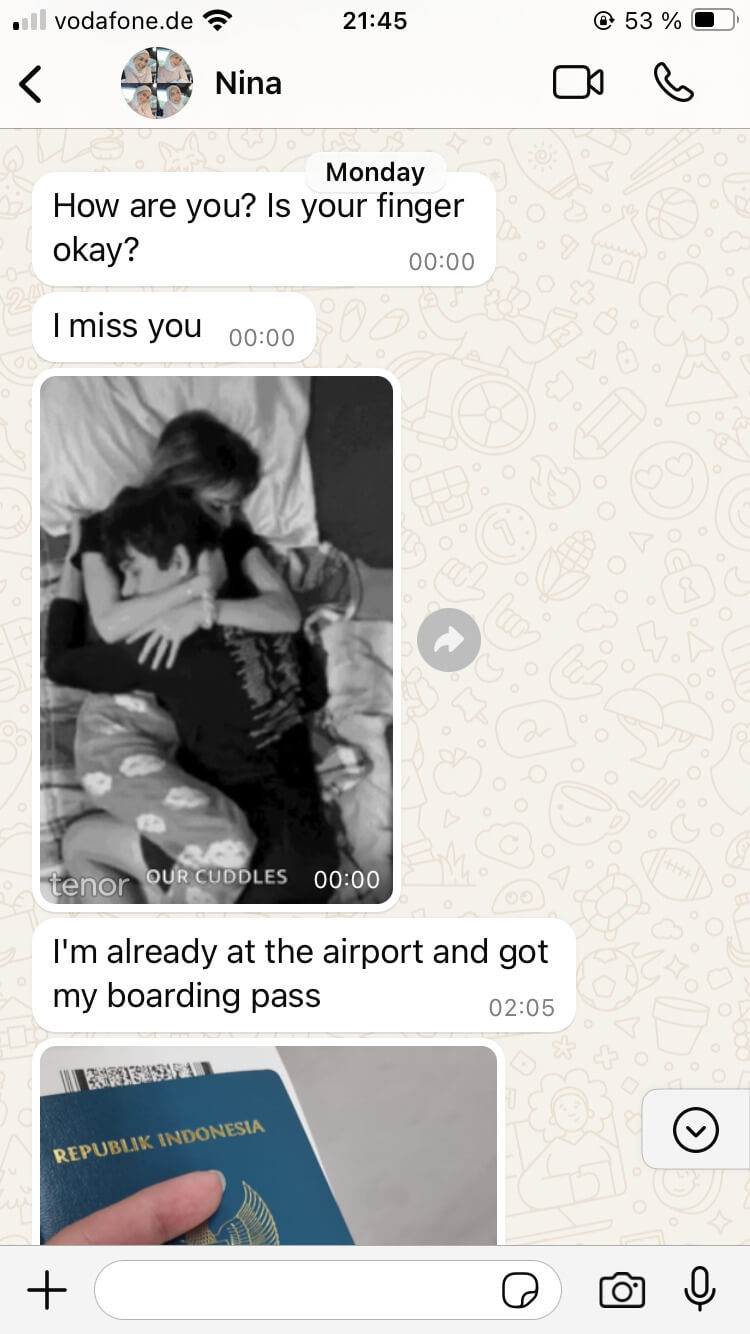 vodafone.de
21:45
53 %
Nina
Monday
How are you? Is your finger
okay?
00:00
I miss you
00:00
tenor
OUR CUDDLES
00:00
I'm already at the airport and got
my boarding pass
02:05
REPUBLIK INDONESIA